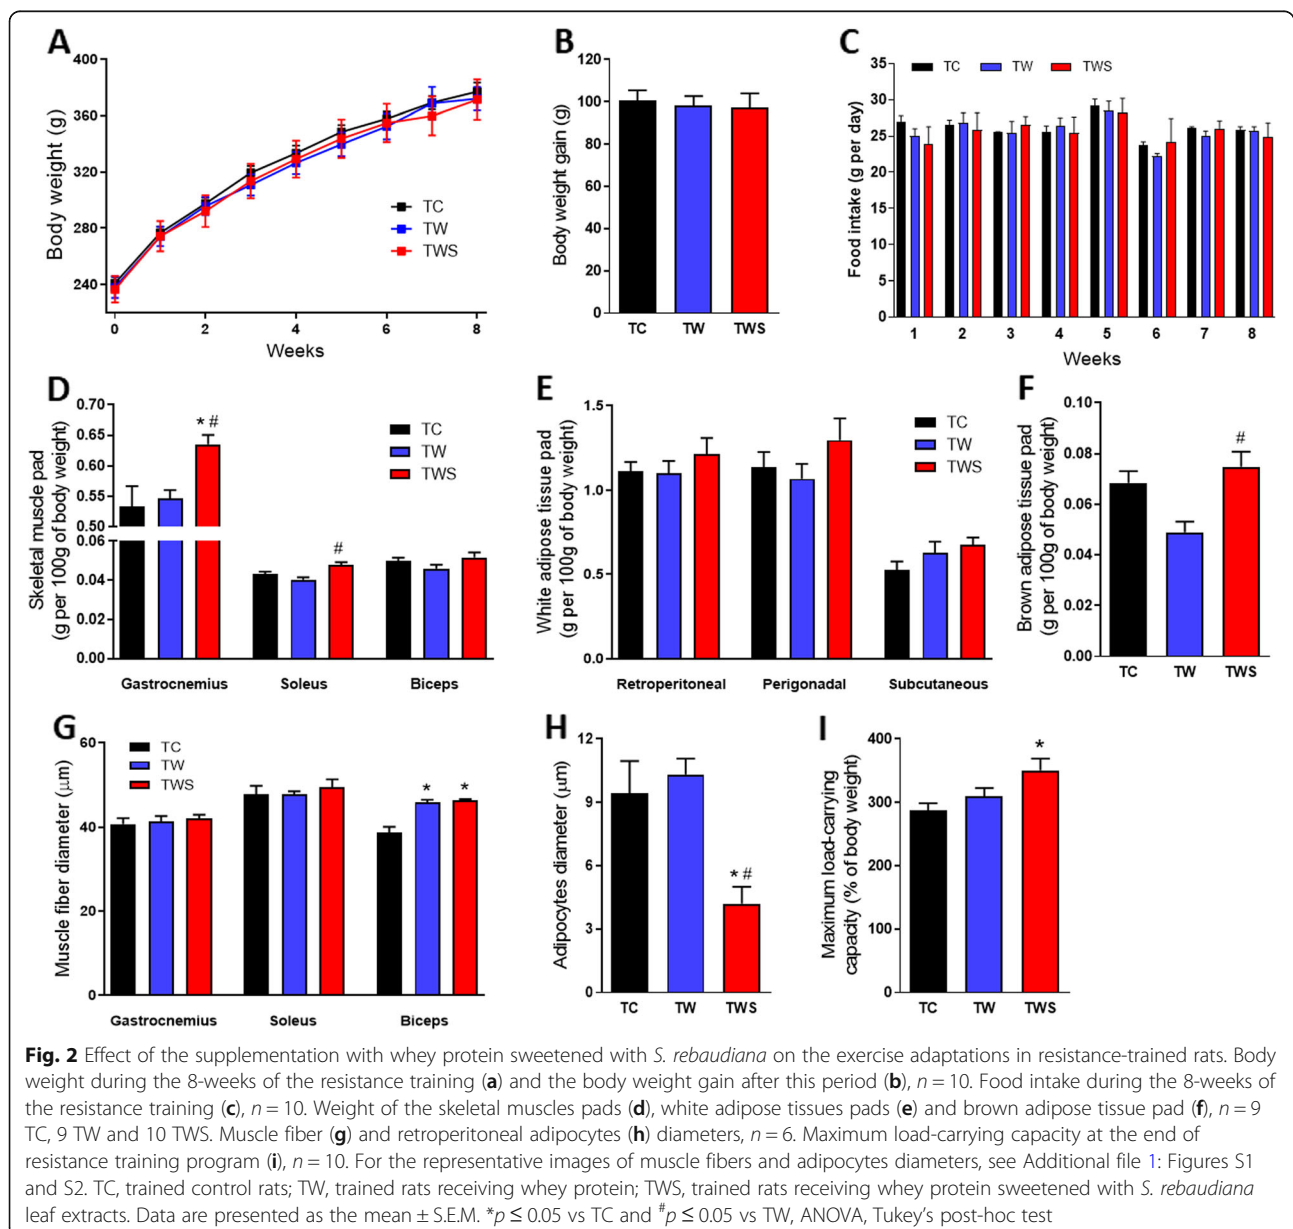 A
Body weight (g)
400
360
320
280
240
TC
TW
TWS
0 2 4 6 8
Weeks
B
Body weight gain (g)
120
100
80
60
40
20
0
TC TW TWS
C
TC TW TWS
Food intake (g per day)
35
30
25
20
15
10
5
0
1 2 3 4 5 6 7 8
Weeks
D
Skeletal muscle pad
(g per 100g of body weight)
0.70
0.65
0.60
0.55
0.50
0.06
0.04
0.02
0.00
* #
#
TC
TW
TWS
Gastrocnemius Soleus Biceps
E
White adipose tissue pad
(g per 100g of body weight)
1.5
1.0
0.5
0.0
TC
TW
TWS
Retroperitoneal Perigonadal Subcutaneous
F
Brown adipose tissue pad
(g per 100g of body weight)
0.10
0.08
0.06
0.04
0.02
0.00
#
TC TW TWS
G
Muscle fiber diameter (μm)
60
40
20
0
TC
TW
TWS
* *
Gastrocnemius Soleus Biceps
H
Adipocytes diameter (μm)
12
9
6
3
0
* #
TC TW TWS
I
Maximum load-carrying
capacity (% of body weight)
400
300
200
100
0
*
TC TW TWS
Fig. 2 Effect of the supplementation with whey protein sweetened with S. rebaudiana on the exercise adaptations in resistance-trained rats. Body
weight during the 8-weeks of the resistance training (a) and the body weight gain after this period (b), n = 10. Food intake during the 8-weeks of
the resistance training (c), n = 10. Weight of the skeletal muscles pads (d), white adipose tissues pads (e) and brown adipose tissue pad (f), n = 9
TC, 9 TW and 10 TWS. Muscle fiber (g) and retroperitoneal adipocytes (h) diameters, n = 6. Maximum load-carrying capacity at the end of
resistance training program (i), n = 10. For the representative images of muscle fibers and adipocytes diameters, see Additional file 1: Figures S1
and S2. TC, trained control rats; TW, trained rats receiving whey protein; TWS, trained rats receiving whey protein sweetened with S. rebaudiana
leaf extracts. Data are presented as the mean ± S.E.M. *p ≤ 0.05 vs TC and #p ≤ 0.05 vs TW, ANOVA, Tukey's post-hoc test